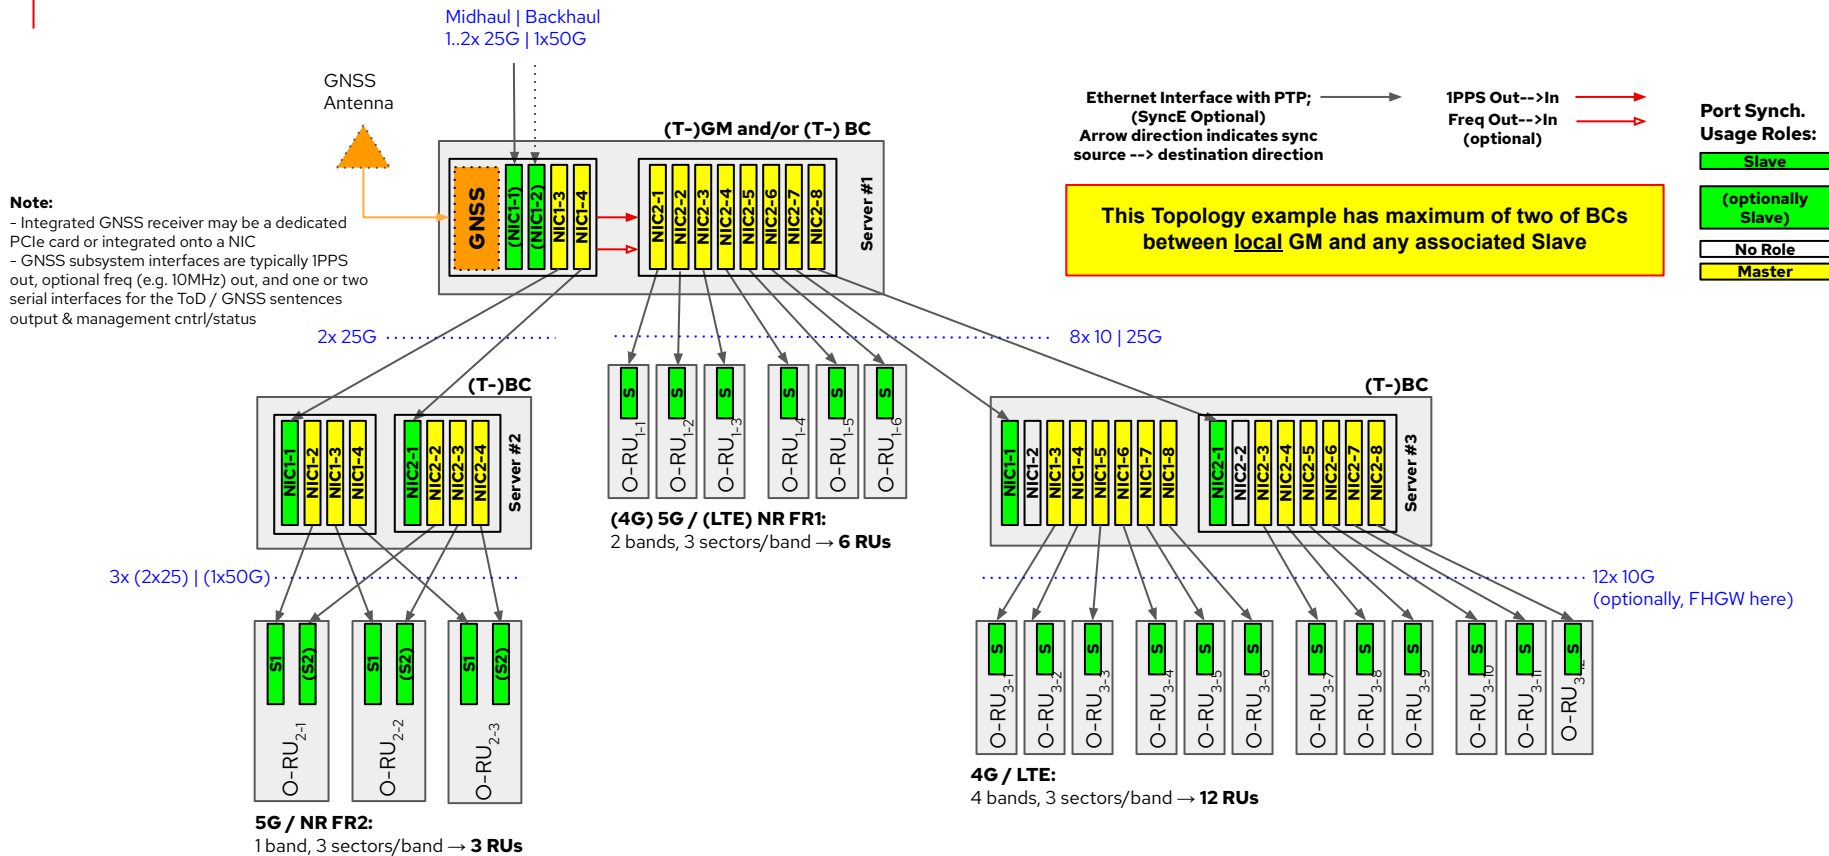 Midhaul | Backhaul
1..2x 25G | 1x50G
GNSS
Antenna
(T-)GM and/or (T-) BC
GNSS
(NIC1-1)
(NIC1-2)
NIC1-3
NIC1-4
NIC2-1
NIC2-2
NIC2-3
NIC2-4
NIC2-5
NIC2-6
NIC2-7
NIC2-8
Server #1
Ethernet Interface with PTP;
(SyncE Optional)
Arrow direction indicates sync
source --> destination direction
1PPS Out-->In
Freq Out-->In
(optional)
Port Synch.
Usage Roles:
Slave
(optionally
Slave)
No Role
Master
This Topology example has maximum of two of BCs
between local GM and any associated Slave
Note:
- Integrated GNSS receiver may be a dedicated
PCIe card or integrated onto a NIC
- GNSS subsystem interfaces are typically 1PPS
out, optional freq (e.g. 10MHz) out, and one or two
serial interfaces for the ToD / GNSS sentences
output & management cntrl/status
2x 25G
8x 10 | 25G
(T-)BC
NIC1-1
NIC1-2
NIC1-3
NIC1-4
NIC2-1
NIC2-2
NIC2-3
NIC2-4
Server #2
S
S
S
S
S
S
O-RU1-1
O-RU1-2
O-RU1-3
O-RU1-4
O-RU1-5
O-RU1-6
(4G) 5G / (LTE) NR FR1:
2 bands, 3 sectors/band → 6 RUs
(T-)BC
NIC1-1
NIC1-2
NIC1-3
NIC1-4
NIC1-5
NIC1-6
NIC1-7
NIC1-8
NIC2-1
NIC2-2
NIC2-3
NIC2-4
NIC2-5
NIC2-6
NIC2-7
NIC2-8
Server #3
3x (2x25) | (1x50G)
12x 10G
(optionally, FHGW here)
S1
(S2)
S1
(S2)
S1
(S2)
O-RU2-1
O-RU2-2
O-RU2-3
5G / NR FR2:
1 band, 3 sectors/band → 3 RUs
S
S
S
S
S
S
S
S
S
S
S
S
O-RU3-1
O-RU3-2
O-RU3-3
O-RU3-4
O-RU3-5
O-RU3-6
O-RU3-7
O-RU3-8
O-RU3-9
O-RU3-10
O-RU3-11
O-RU3-12
4G / LTE:
4 bands, 3 sectors/band → 12 RUs